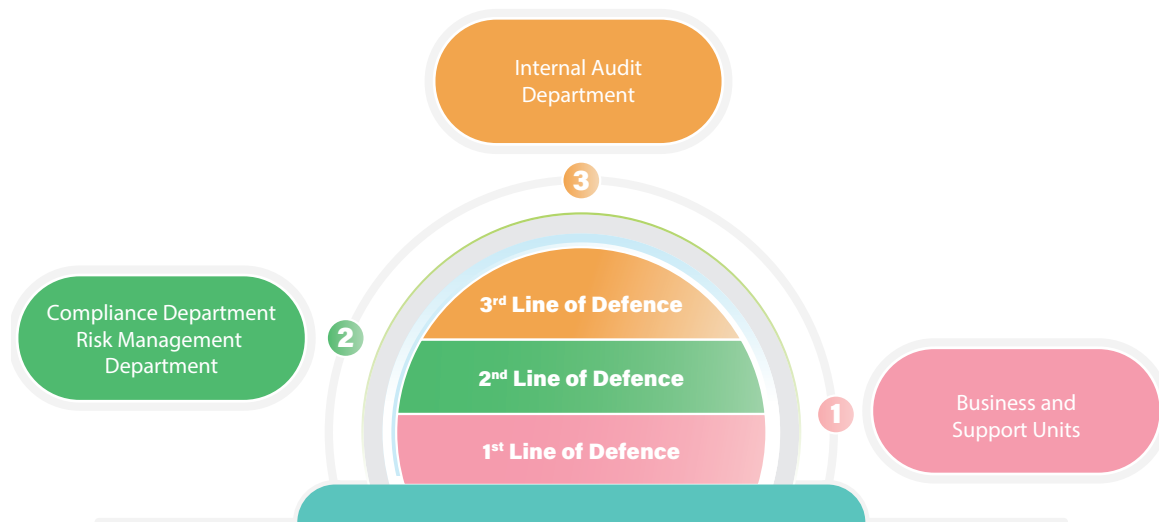 Internal Audit
Department
3
3rd Line of Defence
Compliance Department
Risk Management
Department
2
2nd Line of Defence
1
Business and
Support Units
1st Line of Defence